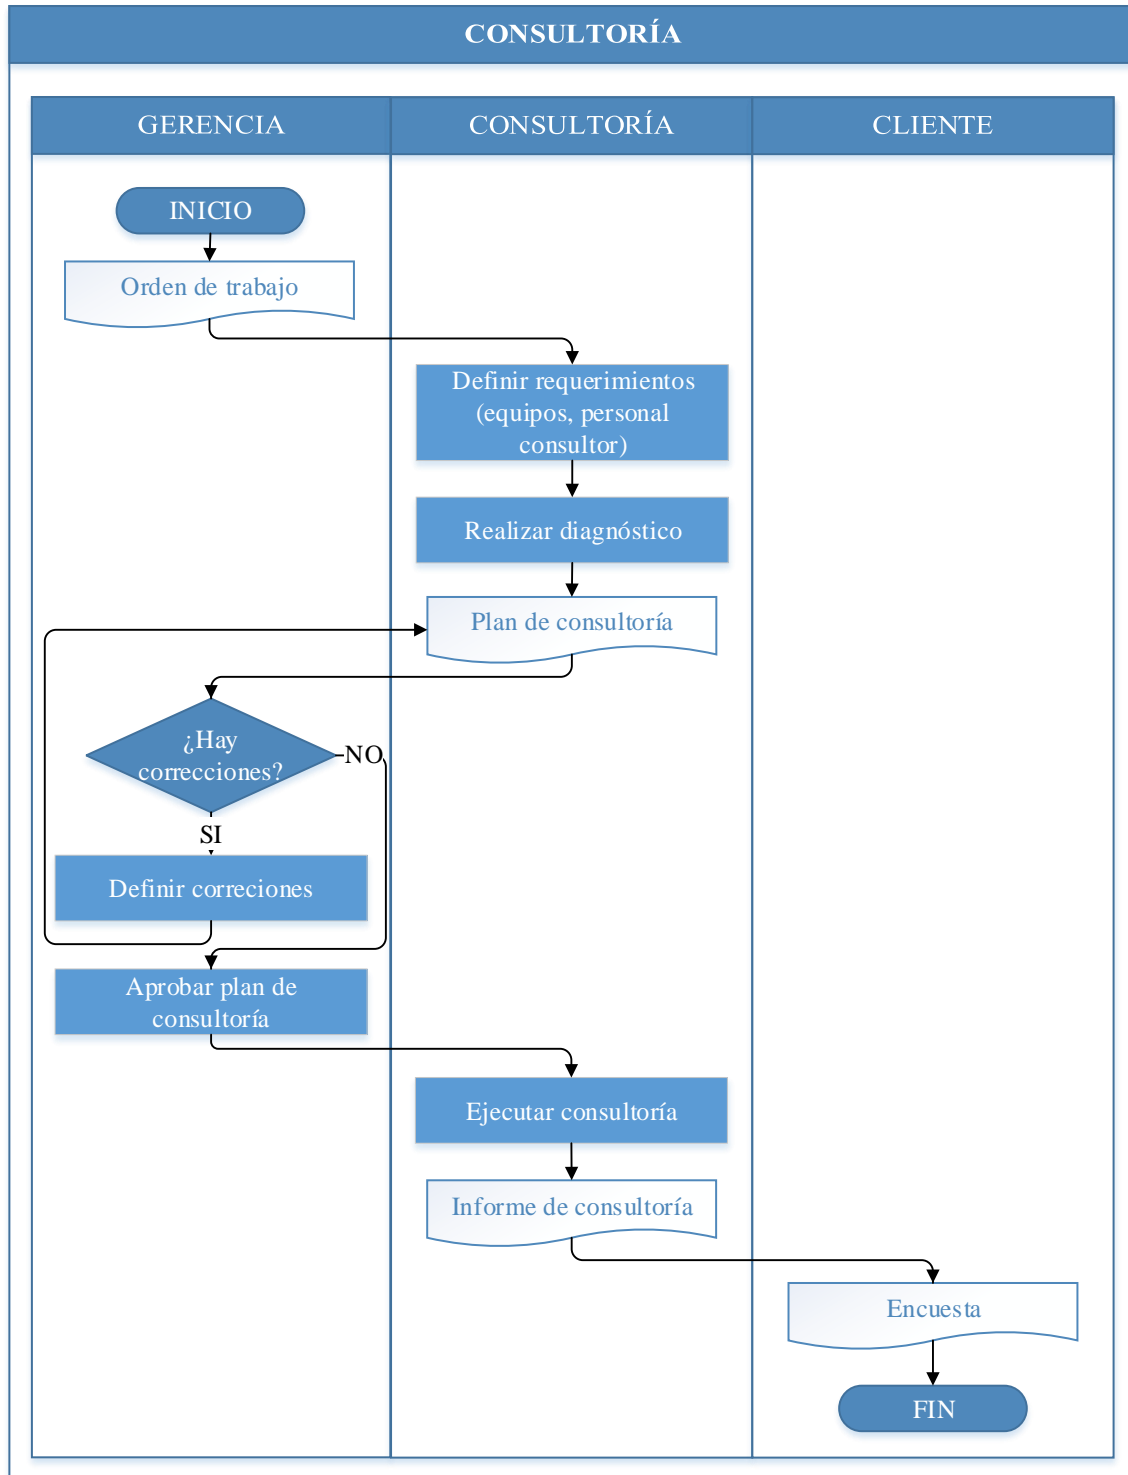 CONSULTORÍA
GERENCIA
CONSULTORÍA
CLIENTE
INICIO
Orden de trabajo
Definir requerimientos
(equipos, personal
consultor)
Realizar diagnóstico
Plan de consultoría
¿Hay
correcciones?
NO
SI
Definir correciones
Aprobar plan de
consultoría
Ejecutar consultoría
Informe de consultoría
Encuesta
FIN